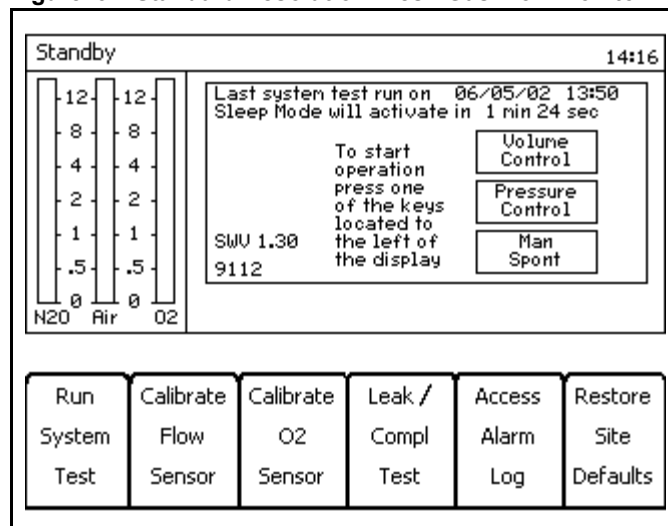 Standby
14:16
12 12
8 8
4 4
2 2
1 1
.5 .5
0 0
N2O Air O2
Last system test run on 06/05/02 13:50
Sleep Mode will activate in 1 min 24 sec
To start
operation
press one
of the keys
located to
the left of
the display
SWV 1.30
9112
Volume
Control
Pressure
Control
Man
Spont
Run
System
Test
Calibrate
Flow
Sensor
Calibrate
O2
Sensor
Leak /
Compl
Test
Access
Alarm
Log
Restore
Site
Defaults